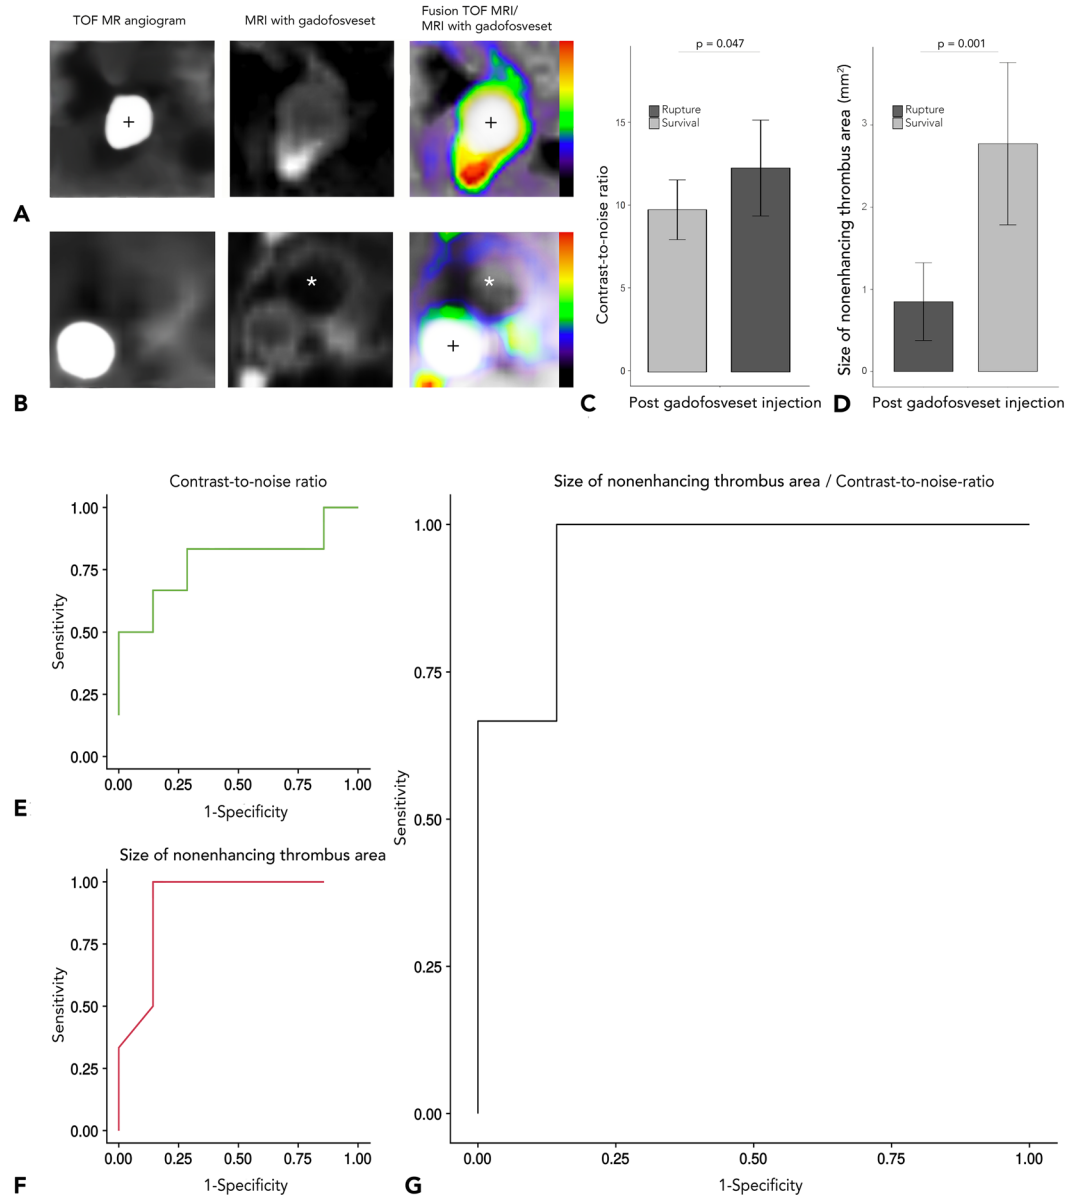 TOF MR angiogram
MRI with gadofosveset
Fusion TOF MRI/
MRI with gadofosveset
+
+
A
*
*
+
B
p = 0.047
Rupture
Survival
Contrast-to-noise ratio
15
10
5
0
C
Post gadofosveset injection
p = 0.001
Rupture
Survival
Size of nonenhancing thrombus area (mm²)
3
2
1
0
D
Post gadofosveset injection
Contrast-to-noise ratio
1.00
0.75
0.50
0.25
0.00
Sensitivity
0.00 0.25 0.50 0.75 1.00
1-Specificity
E
Size of nonenhancing thrombus area
1.00
0.75
0.50
0.25
0.00
Sensitivity
0.00 0.25 0.50 0.75 1.00
1-Specificity
F
Size of nonenhancing thrombus area / Contrast-to-noise-ratio
1.00
0.75
0.50
0.25
0.00
Sensitivity
0.00 0.25 0.50 0.75 1.00
1-Specificity
G